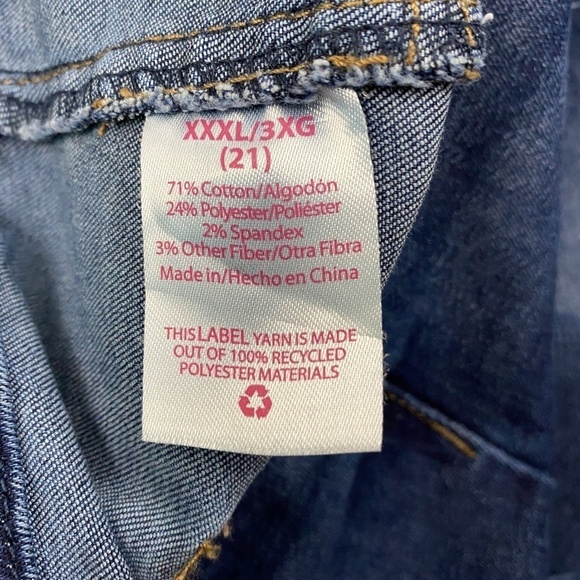 XXXL/3XG
(21)
71% Cotton/Algodón
24% Polyester/Poliéster
2% Spandex
3% Other Fiber/Otra Fibra
Made in/Hecho en China
THIS LABEL YARN IS MADE
OUT OF 100% RECYCLED
POLYESTER MATERIALS